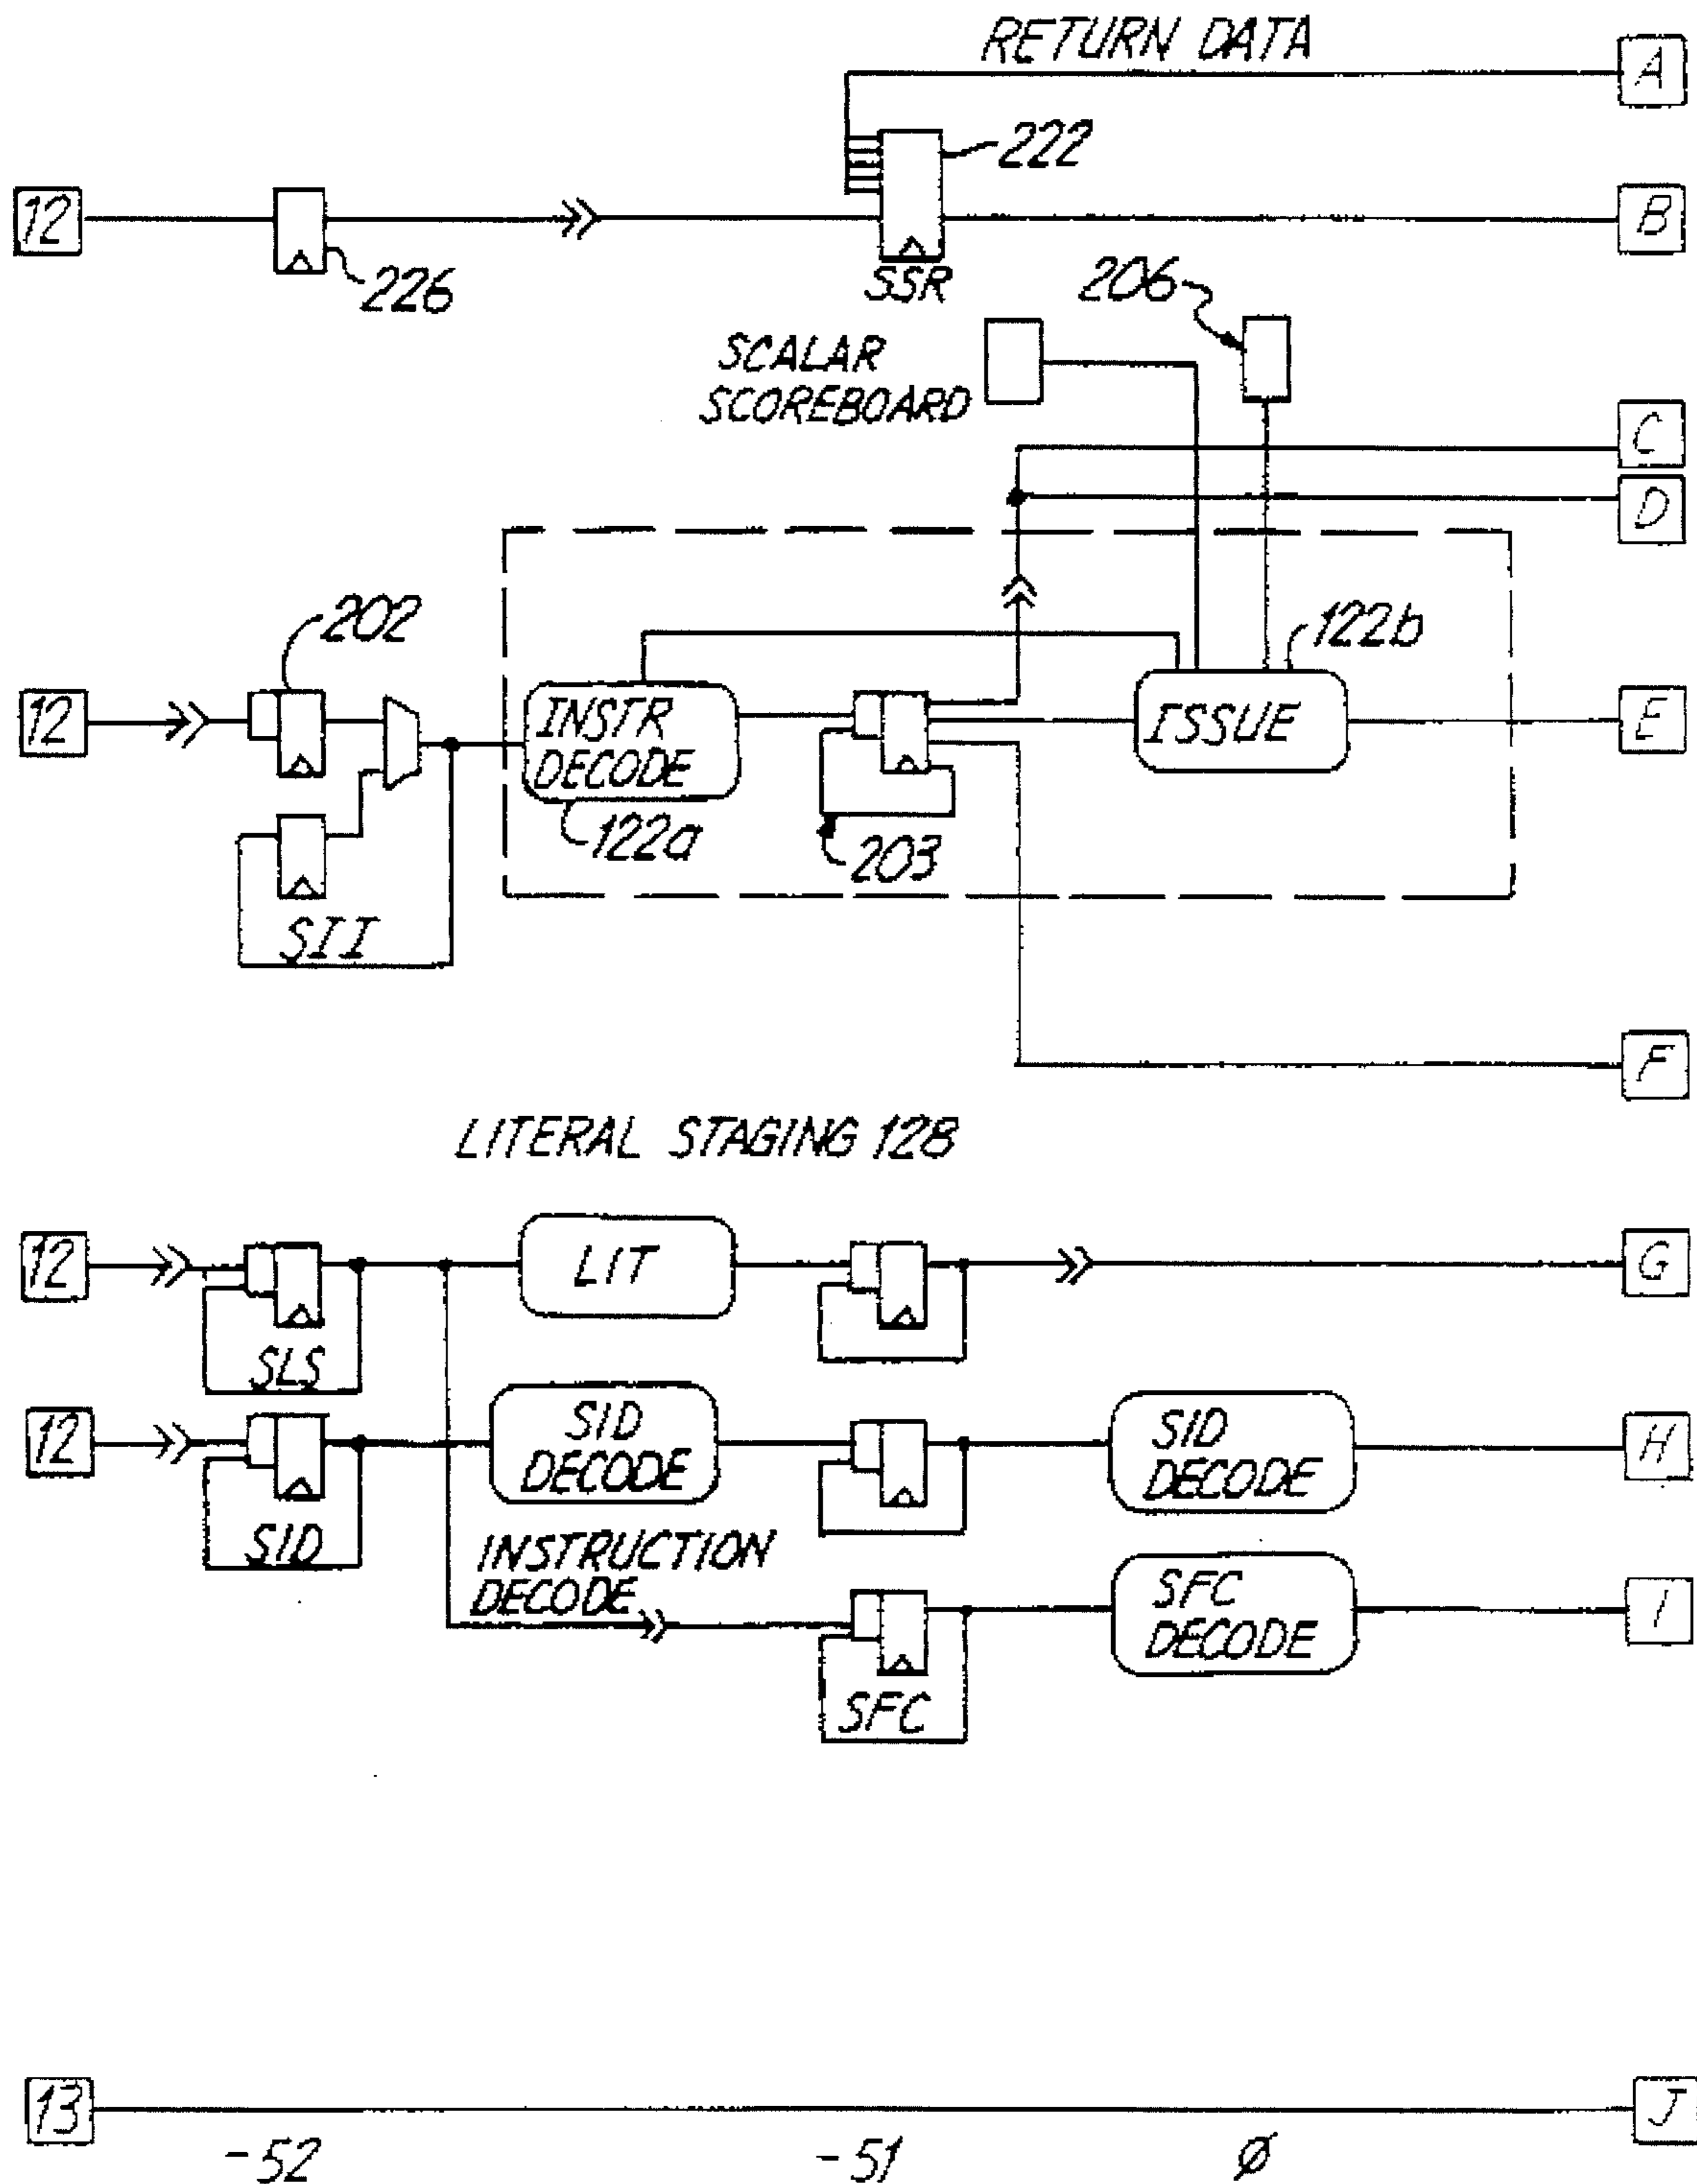 RETURN DATA
A
222
12
B
226
SSR
206
SCALAR
SCOREBOARD
C
D
202
122b
12
INSTR
DECODE
ISSUE
E
122a
203
SII
F
LITERAL STAGING 128
12
LIT
G
SLS
12
SID
DECODE
SID
DECODE
H
SID
INSTRUCTION
DECODE
SFC
DECODE
I
SFC
13
J
-52
-51
Ø